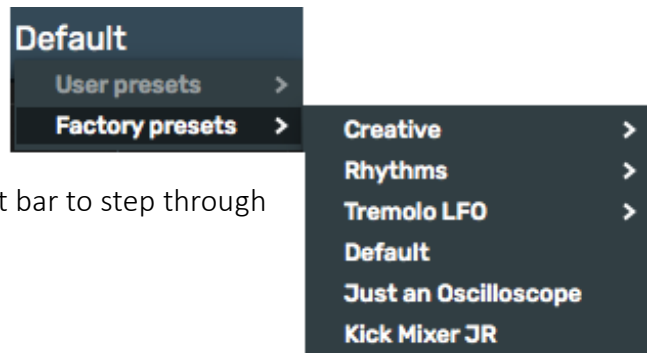 Default
User presets >
Factory presets >
Creative >
Rhythms >
t bar to step through
Tremolo LFO >
Default
Just an Oscilloscope
Kick Mixer JR